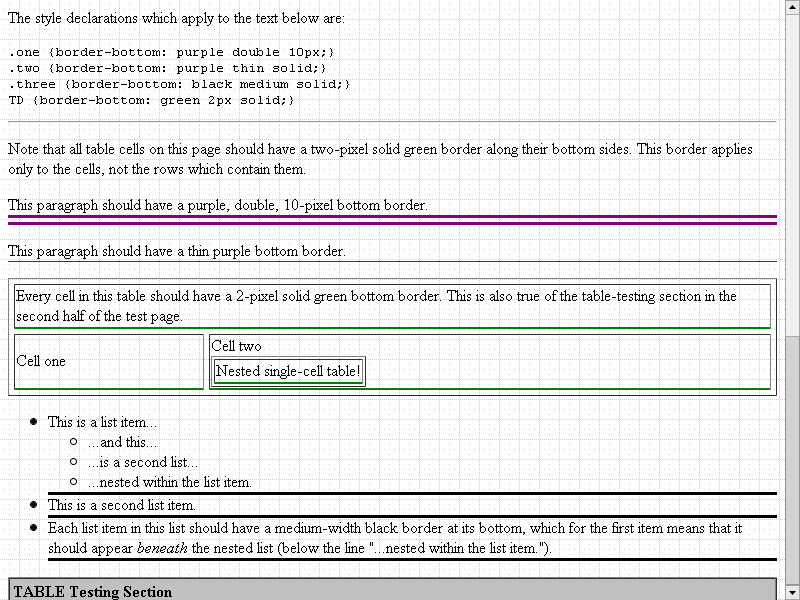 The style declarations which apply to the text below are:
.one {border-bottom: purple double 10px;}
.two {border-bottom: purple thin solid;}
.three {border-bottom: black medium solid;}
TD {border-bottom: green 2px solid;}
Note that all table cells on this page should have a two-pixel solid green border along their bottom sides. This border applies
only to the cells, not the rows which contain them.
This paragraph should have a purple, double, 10-pixel bottom border.
This paragraph should have a thin purple bottom border.
Every cell in this table should have a 2-pixel solid green bottom border. This is also true of the table-testing section in the
second half of the test page.
Cell one
Cell two
Nested single-cell table!
This is a list item...
...and this...
...is a second list...
...nested within the list item.
This is a second list item.
Each list item in this list should have a medium-width black border at its bottom, which for the first item means that it
should appear beneath the nested list (below the line "...nested within the list item.").
TABLE Testing Section